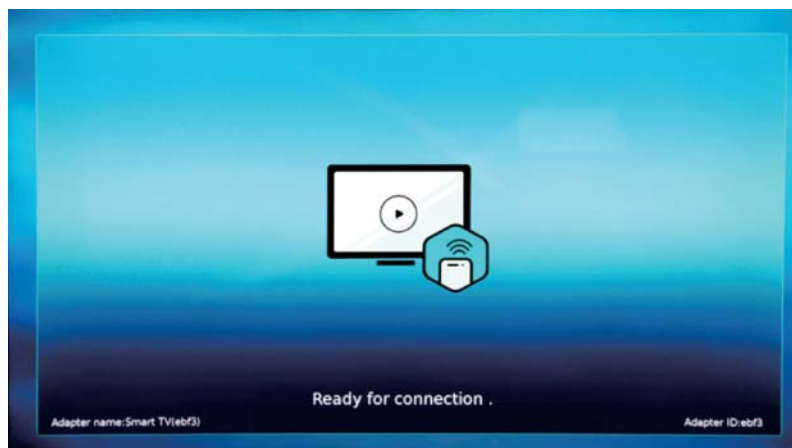 Ready for connection .
Adapter name:Smart TV(ebf3)
Adapter ID:ebf3